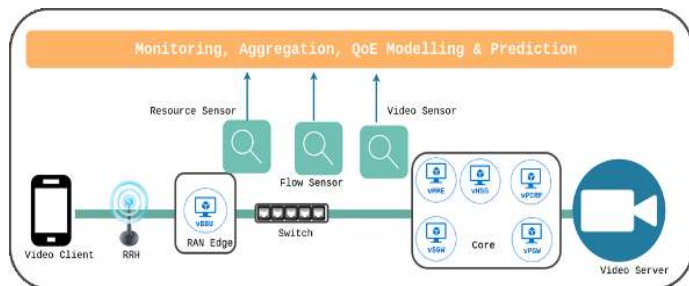 Monitoring, Aggregation, QoE Modelling & Prediction
Resource Sensor
Video Sensor
Flow Sensor
vMME
vHSS
vPCRF
vBBU
RAN Edge
Switch
vSGW
Core
vPGW
Video Client
RRH
Video Server